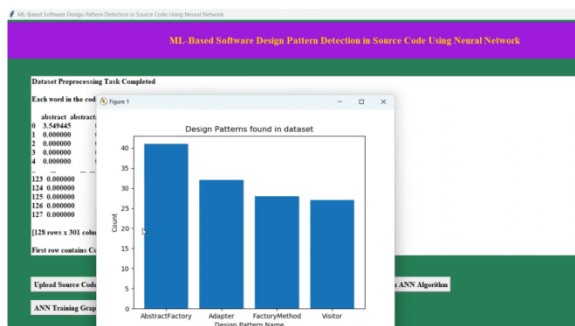 ML-Based Software Design Pattern Detection in Source Code Using Neural Network
ML-Based Software Design Pattern Detection in Source Code Using Neural Network
Dataset Preprocessing Task Completed
Each word in the cod
abstract abstract
0 3.549445
1 0.000000
2 0.000000
3 0.000000
4 0.000000
.. ... ... ...
123 0.000000
124 0.000000
125 0.000000
126 0.000000
127 0.000000
[128 rows x 301 colu
First row contains Co
Figure 1
Design Patterns found in dataset
Count
40
35
30
25
20
15
10
5
0
AbstractFactory Adapter FactoryMethod Visitor
Design Pattern Name
Upload Source Code
ANN Algorithm
ANN Training Grap